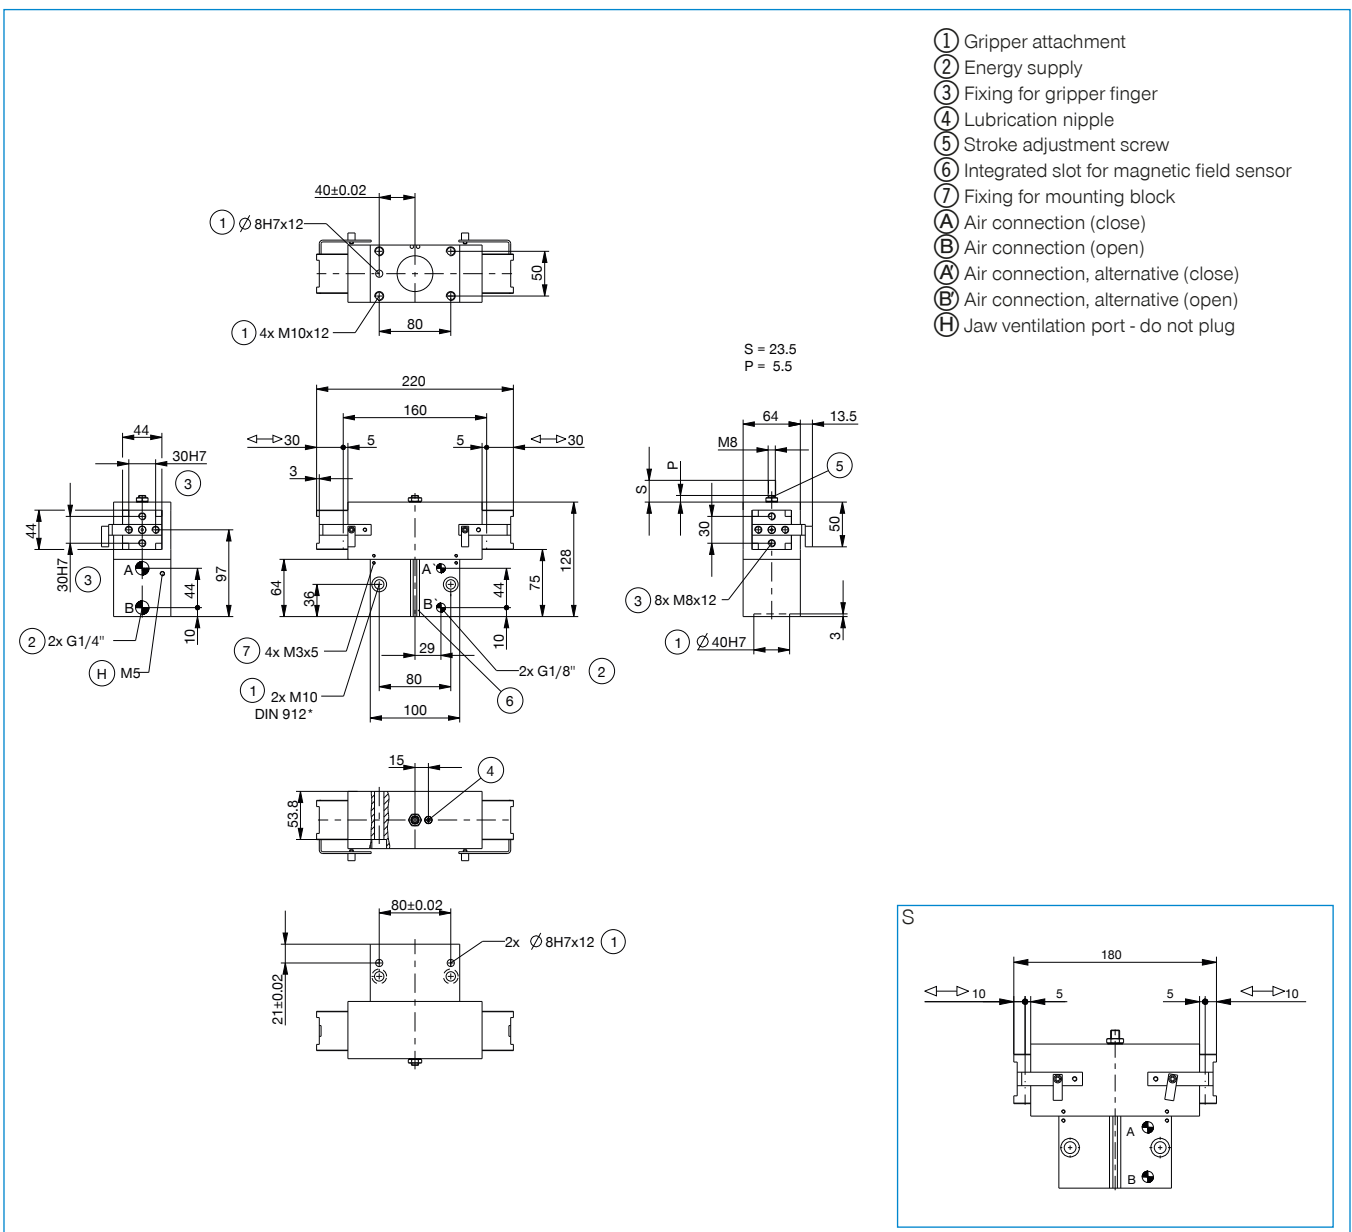 ① Gripper attachment
② Energy supply
③ Fixing for gripper finger
④ Lubrication nipple
⑤ Stroke adjustment screw
⑥ Integrated slot for magnetic field sensor
⑦ Fixing for mounting block
Ⓐ Air connection (close)
Ⓑ Air connection (open)
A' Air connection, alternative (close)
B' Air connection, alternative (open)
Ⓗ Jaw ventilation port - do not plug
40±0.02
① Ø 8H7x12
50
① 4x M10x12
80
S = 23.5
P = 5.5
44
30H7
③
44
30H7
③
A
B
97
44
10
② 2x G1/4"
Ⓗ M5
220
160
30
5
5
30
3
128
75
64
36
A`
B`
44
10
⑦ 4x M3x5
29
2x G1/8" ②
80
① 2x M10
DIN 912*
⑥
100
64
13.5
M8
P
S
⑤
30
50
③ 8x M8x12
① Ø 40H7
3
15
④
53.8
80±0.02
2x Ø 8H7x12 ①
21±0.02
S
180
10
5
5
10
A
B